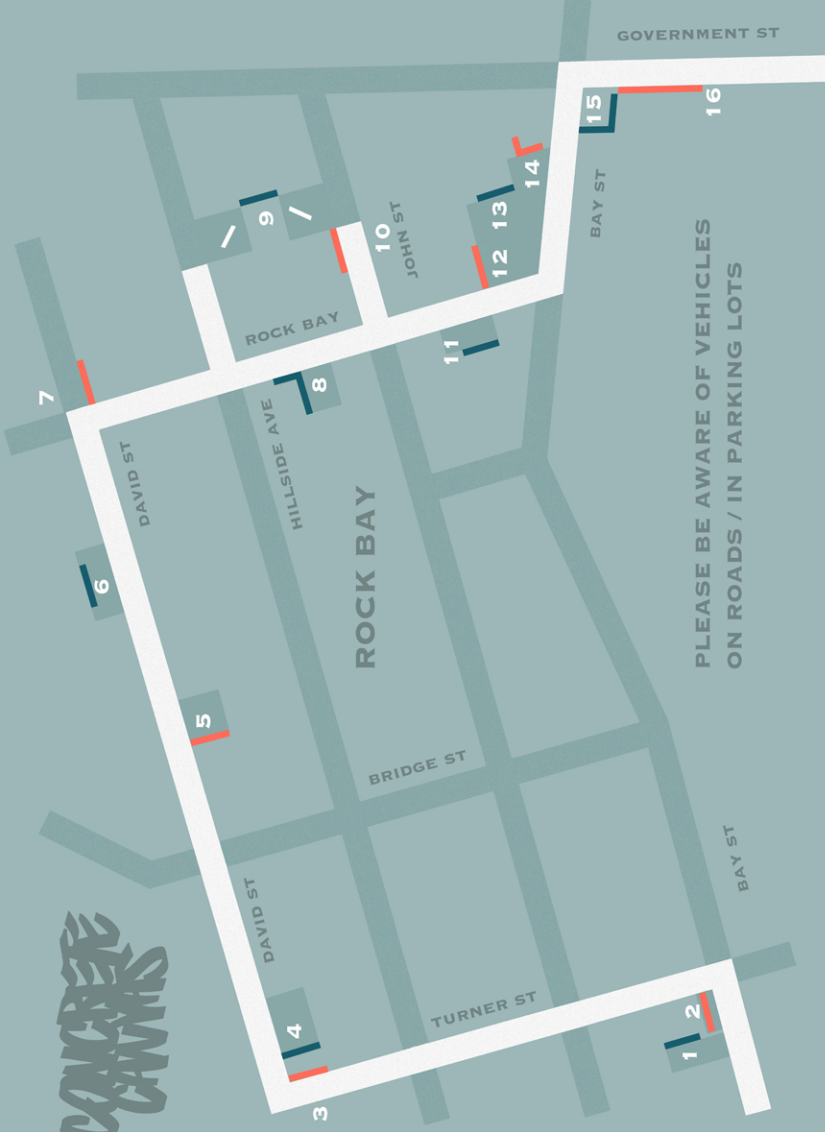 GOVERNMENT ST
16
15
14
BAY ST
13
12
JOHN ST
10
9
ROCK BAY
11
8
7
HILLSIDE AVE
DAVID ST
6
ROCK BAY
PLEASE BE AWARE OF VEHICLES
ON ROADS / IN PARKING LOTS
5
BRIDGE ST
BAY ST
DAVID ST
CONCRETE
CANVAS
TURNER ST
4
3
2
1